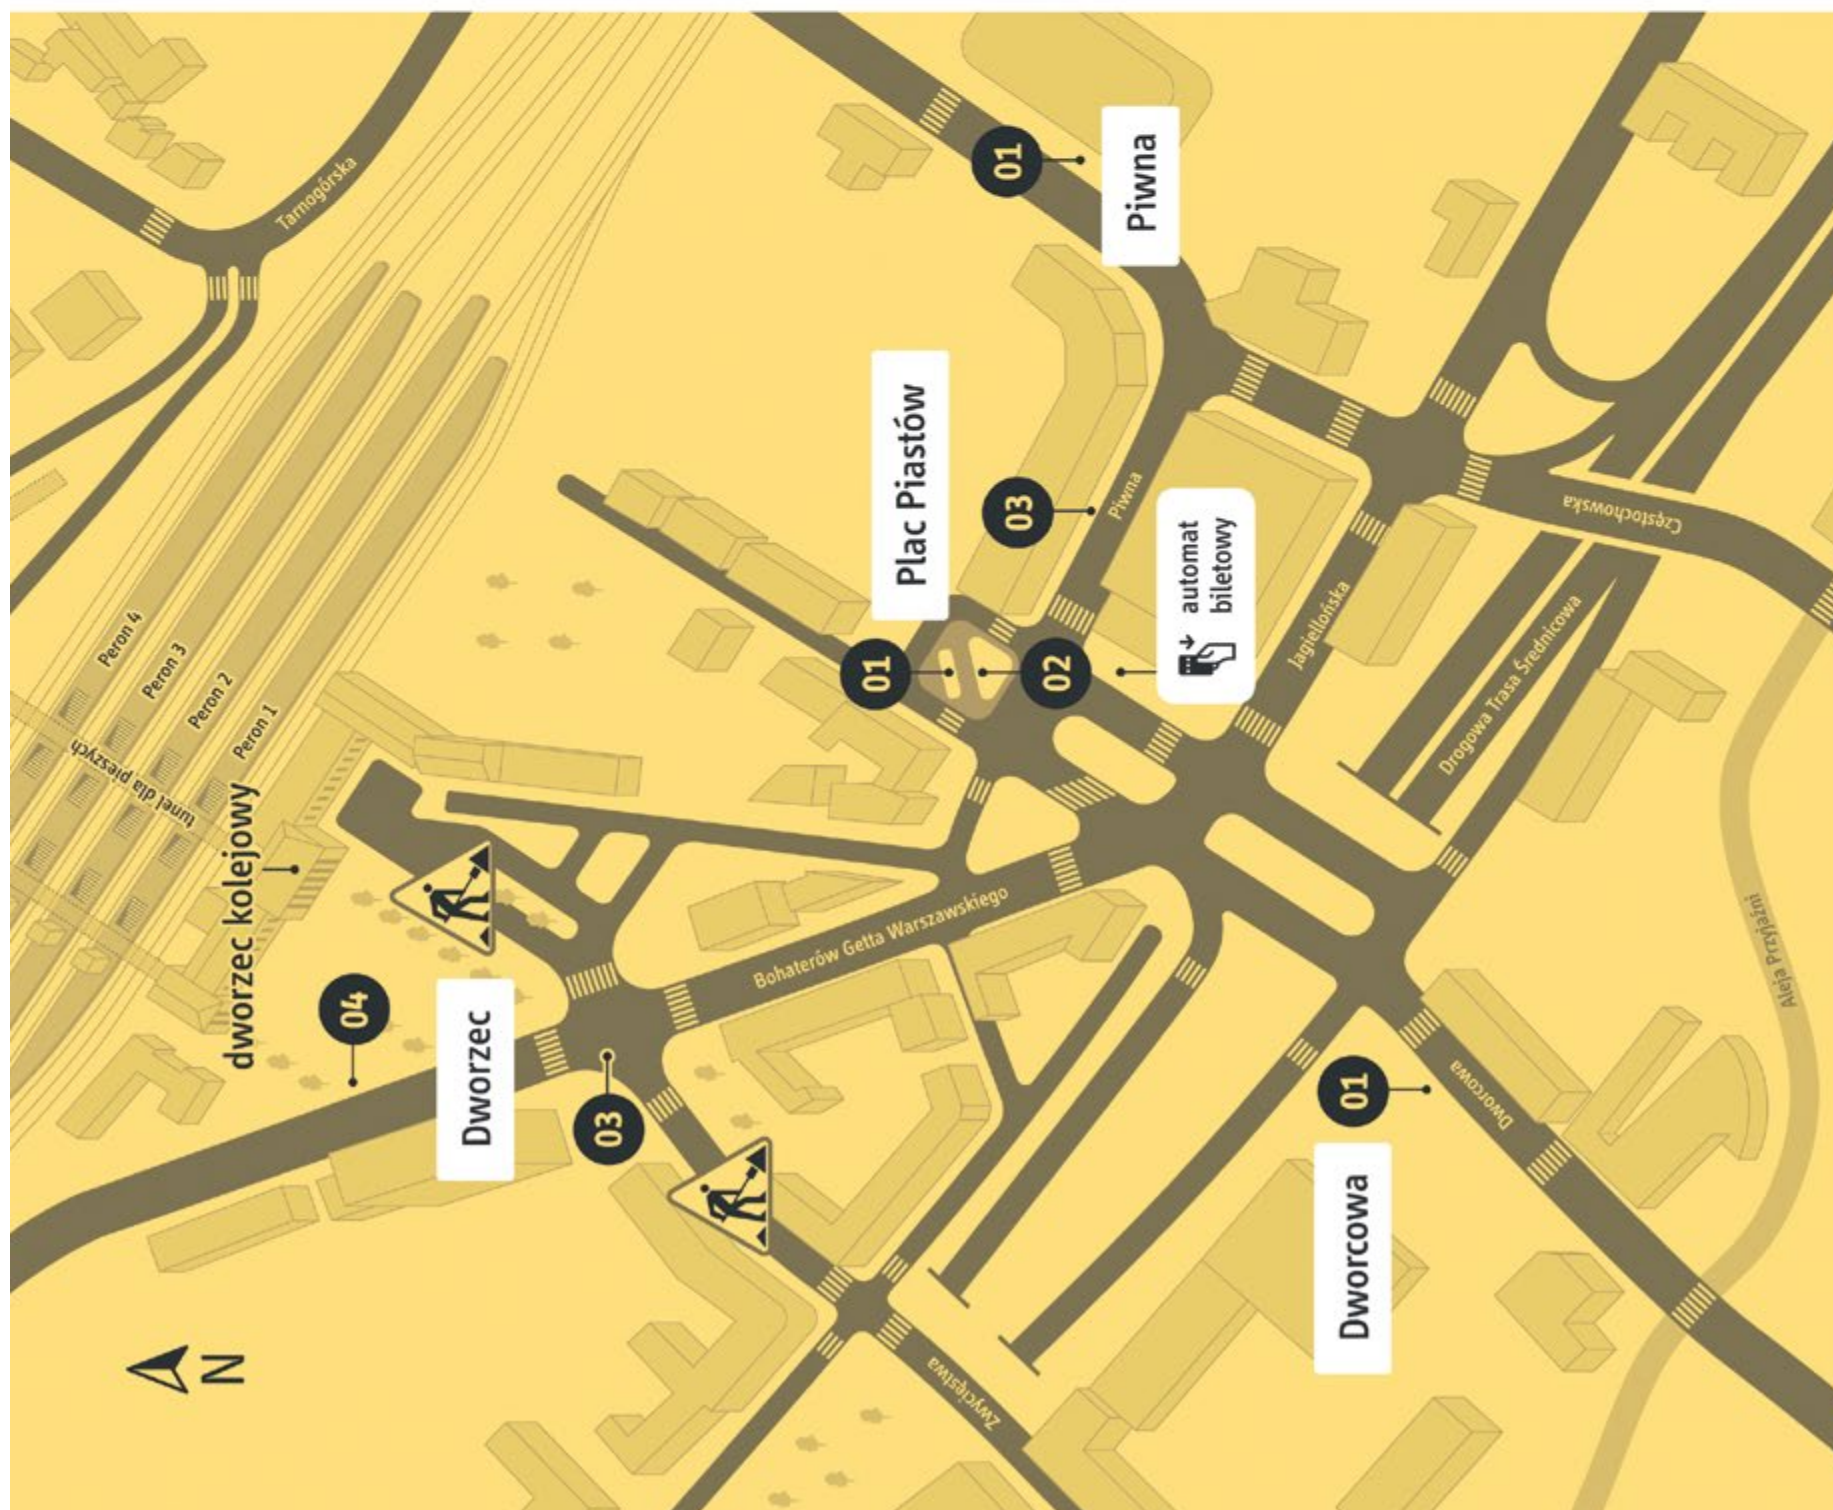 Tarnogórska
Peron 4
Peron 3
Peron 2
Peron 1
tunel dla pieszych
dworzec kolejowy
04
Dworzec
03
Bohaterów Getta Warszawskiego
Plac Piastów
01
02
03
Piwna
01
Piwna
automat
biletowy
Jagiellońska
Częstochowska
Drogowa Trasa Średnicowa
Aleja Przyjaźni
Dworcowa
01
Dworcowa
Zwycięstwa
N